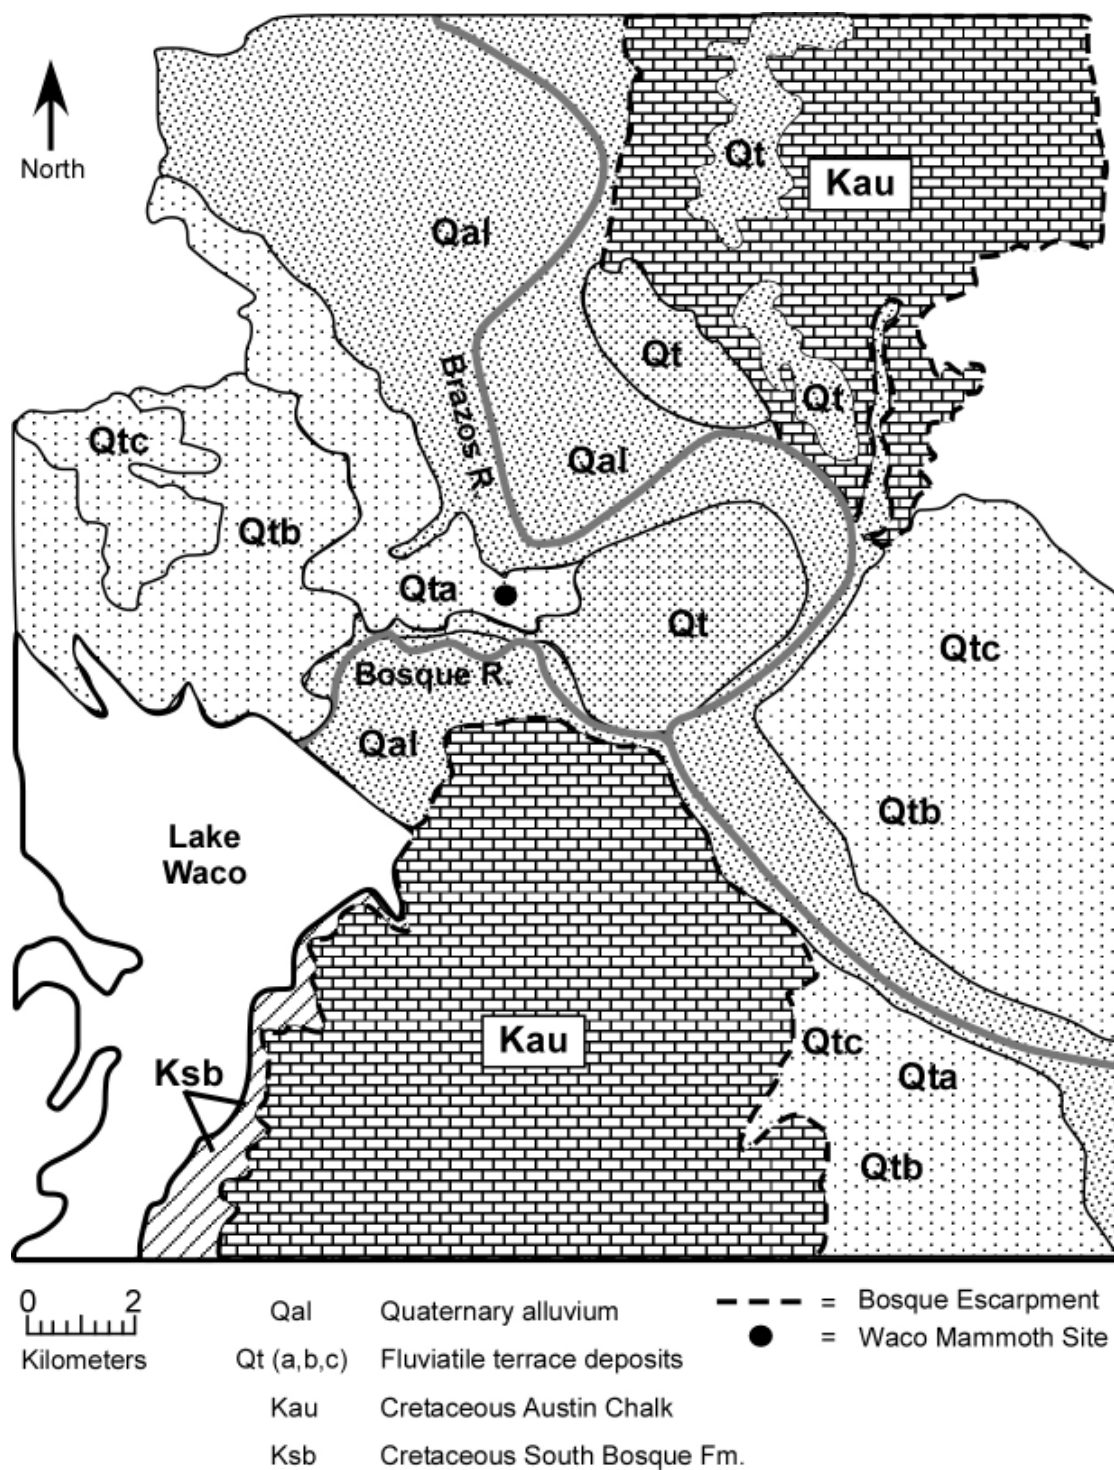 North
Qt
Kau
Qal
Qt
Brazos R.
Qt
Qtc
Qal
Qtb
Qta
Qt
Qtc
Bosque R.
Qal
Qtb
Lake
Waco
Kau
Qtc
Qta
Ksb
Qtb
0 2
Kilometers
Qal Quaternary alluvium
Qt (a,b,c) Fluviatile terrace deposits
Kau Cretaceous Austin Chalk
Ksb Cretaceous South Bosque Fm.
= Bosque Escarpment
= Waco Mammoth Site